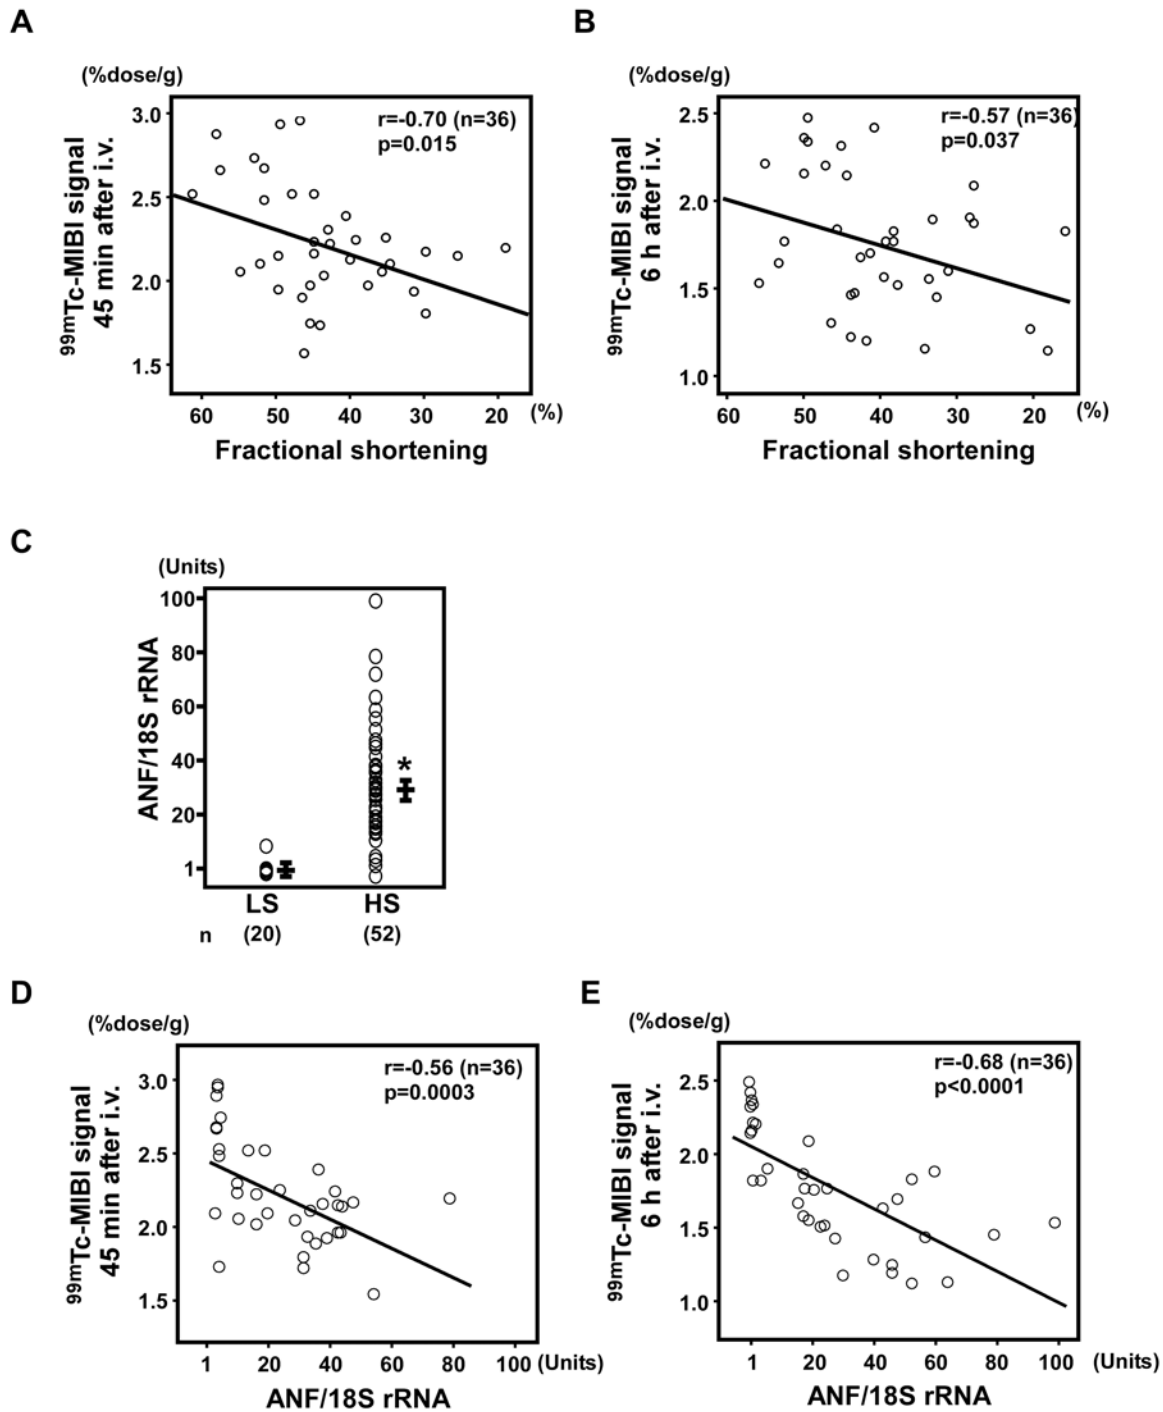 A
(%dose/g)
99mTc-MIBI signal
45 min after i.v.
3.0
2.5
2.0
1.5
r=-0.70 (n=36)
p=0.015
60 50 40 30 20 (%)
Fractional shortening
B
(%dose/g)
99mTc-MIBI signal
6 h after i.v.
2.5
2.0
1.5
1.0
r=-0.57 (n=36)
p=0.037
60 50 40 30 20 (%)
Fractional shortening
C
(Units)
ANF/18S rRNA
100
80
60
40
20
1
*
LS HS
n (20) (52)
D
(%dose/g)
99mTc-MIBI signal
45 min after i.v.
3.0
2.5
2.0
1.5
r=-0.56 (n=36)
p=0.0003
1 20 40 60 80 100 (Units)
ANF/18S rRNA
E
(%dose/g)
99mTc-MIBI signal
6 h after i.v.
2.5
2.0
1.5
1.0
r=-0.68 (n=36)
p<0.0001
1 20 40 60 80 100 (Units)
ANF/18S rRNA